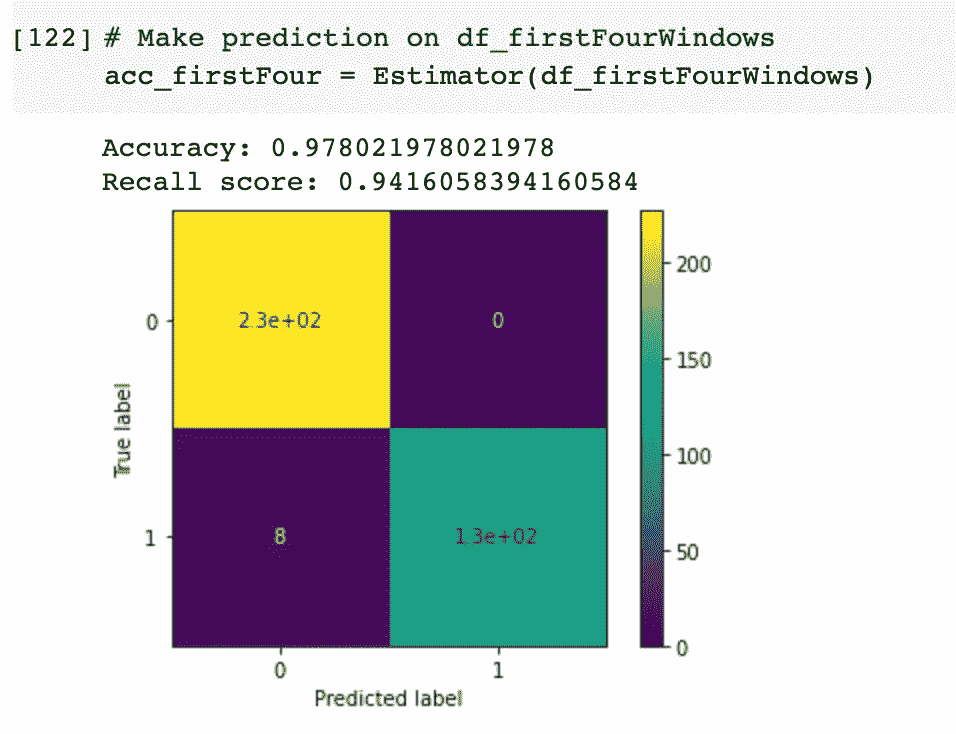 [122] # Make prediction on df_firstFourWindows
acc_firstFour = Estimator(df_firstFourWindows)
Accuracy: 0.978021978021978
Recall score: 0.9416058394160584
200
0
2.3e+02
0
150
True label
100
1
8
1.3e+02
50
0
0
1
Predicted label